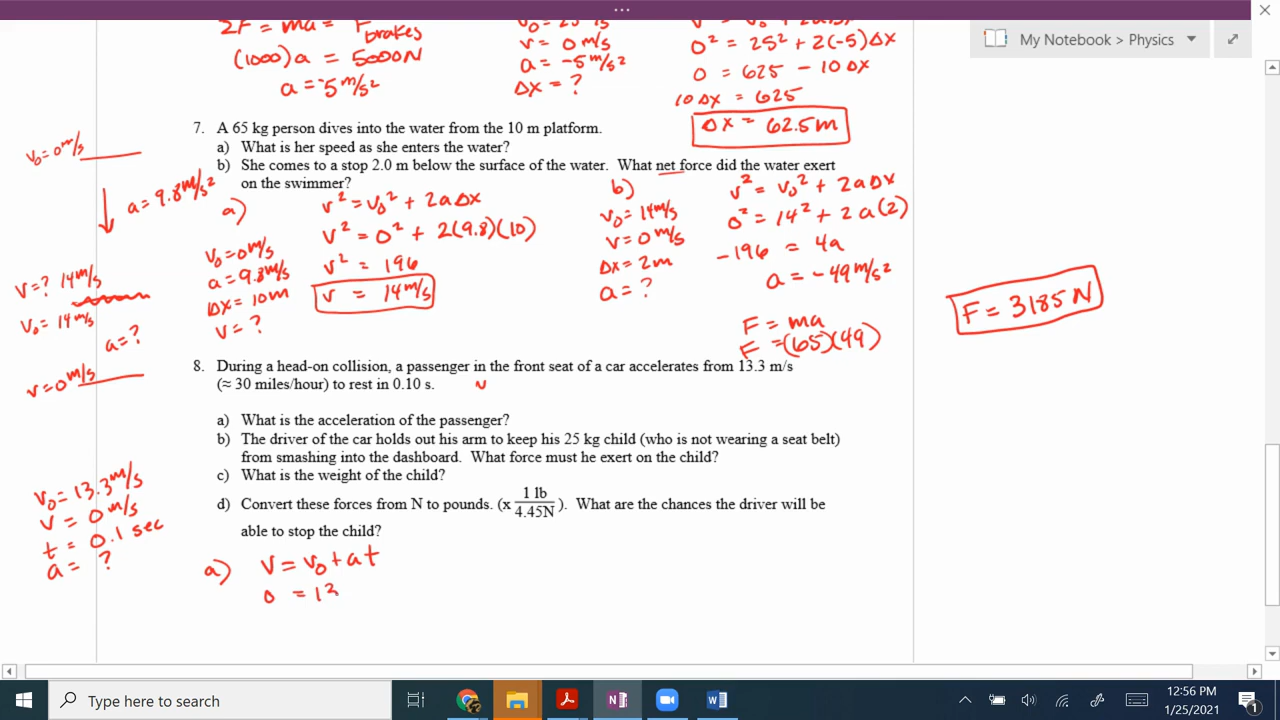 My Notebook > Physics
ΣF = ma = F brakes
(1000)a = 5000N
a = -5 m/s²
v = 0 m/s
a = -5 m/s²
Δx = ?
0² = 25² + 2(-5)Δx
0 = 625 - 10Δx
10Δx = 625
Δx = 62.5m
7. A 65 kg person dives into the water from the 10 m platform.
a) What is her speed as she enters the water?
b) She comes to a stop 2.0 m below the surface of the water. What net force did the water exert
on the swimmer?
v₀=0 m/s
a = 9.8 m/s²
v=? 14 m/s
v₀ = 14 m/s
a=?
v=0 m/s
a)
v₀=0 m/s
a = 9.8 m/s²
Δx = 10m
v = ?
v² = v₀² + 2aΔx
v² = 0² + 2(9.8)(10)
v² = 196
v = 14 m/s
b)
v₀=14 m/s
v = 0 m/s
Δx = 2m
a = ?
v² = v₀² + 2aΔx
0² = 14² + 2a(2)
-196 = 4a
a = -49 m/s²
F = ma
F = (65)(49)
F = 3185 N
8. During a head-on collision, a passenger in the front seat of a car accelerates from 13.3 m/s
(≈ 30 miles/hour) to rest in 0.10 s.
a) What is the acceleration of the passenger?
b) The driver of the car holds out his arm to keep his 25 kg child (who is not wearing a seat belt)
from smashing into the dashboard. What force must he exert on the child?
c) What is the weight of the child?
d) Convert these forces from N to pounds. (x 1 lb/4.45N). What are the chances the driver will be
able to stop the child?
v₀ = 13.3 m/s
v = 0 m/s
t = 0.1 sec
a = ?
a) v = v₀ + at
0 = 13
Type here to search
12:56 PM
1/25/2021
1